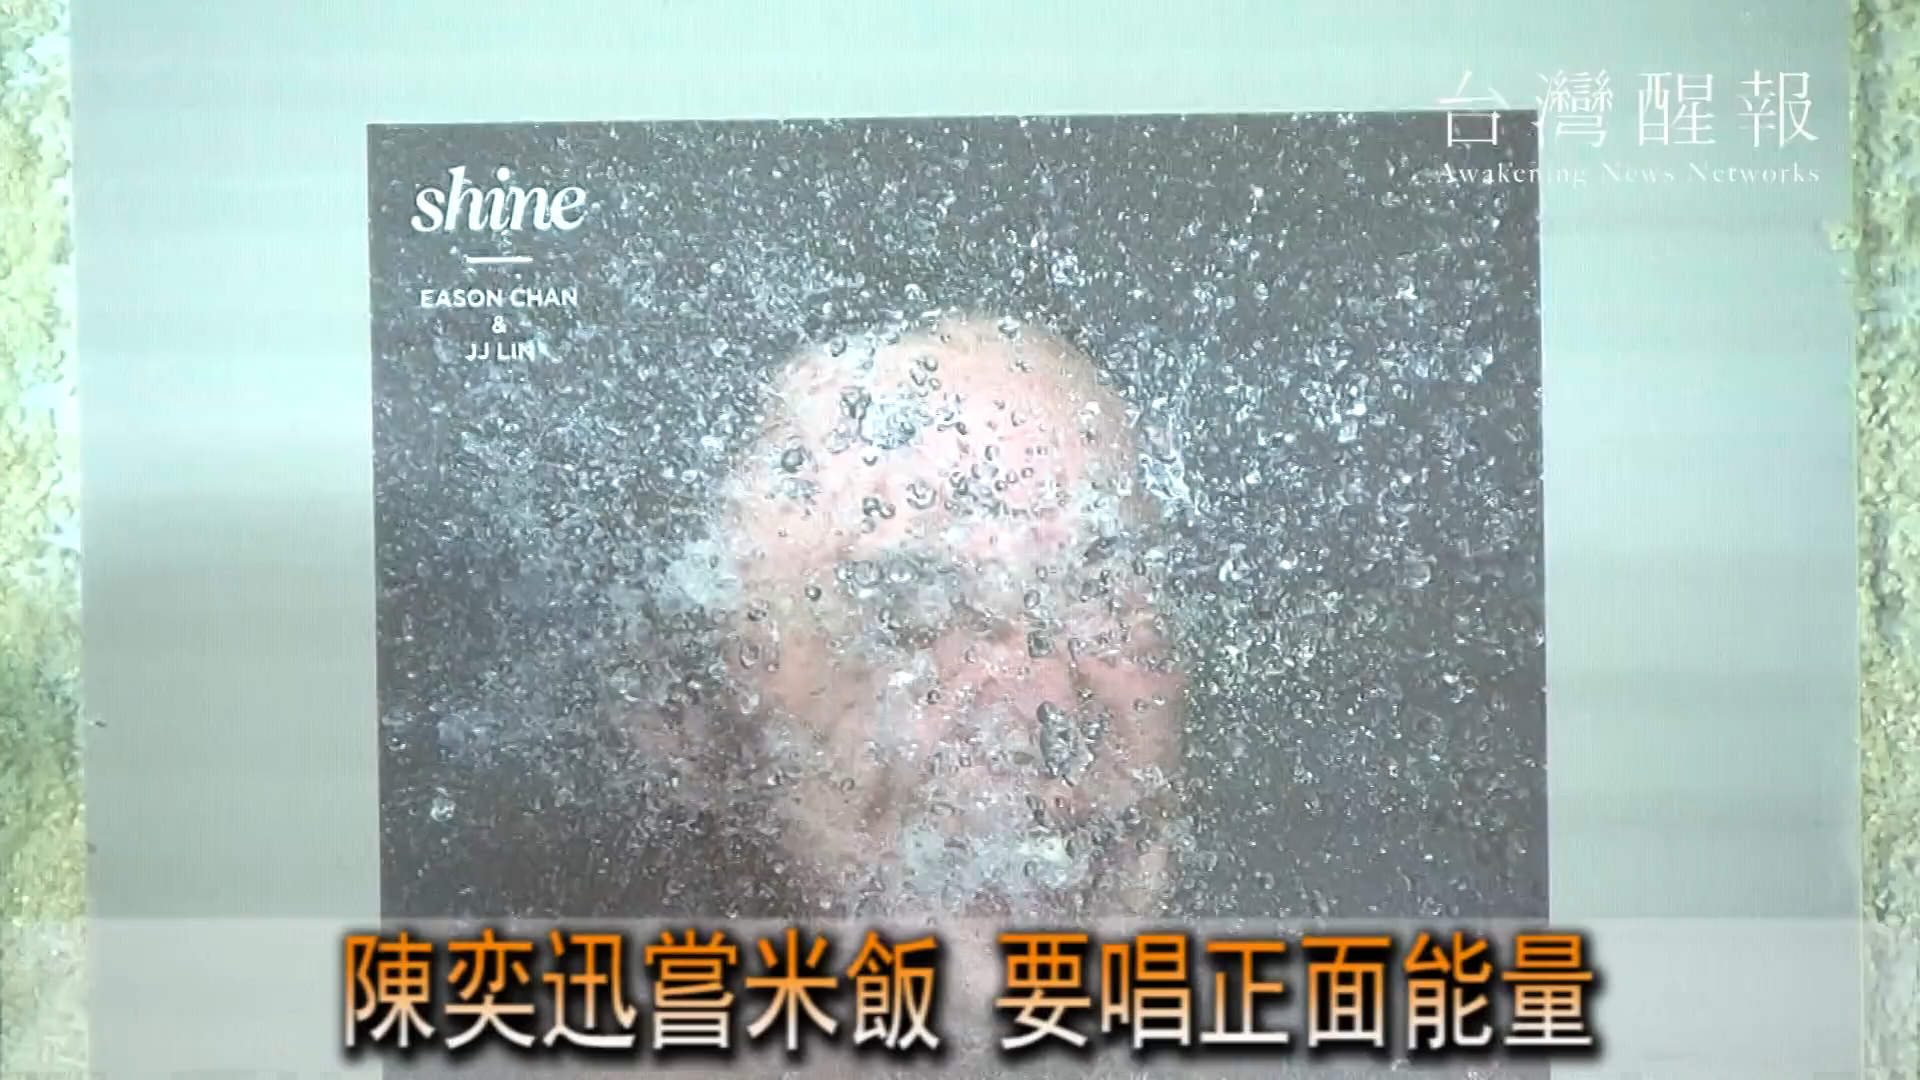 台灣醒報
Awakening News Networks
shine
EASON CHAN
&
JJ LIN
陳奕迅嘗米飯 要唱正面能量